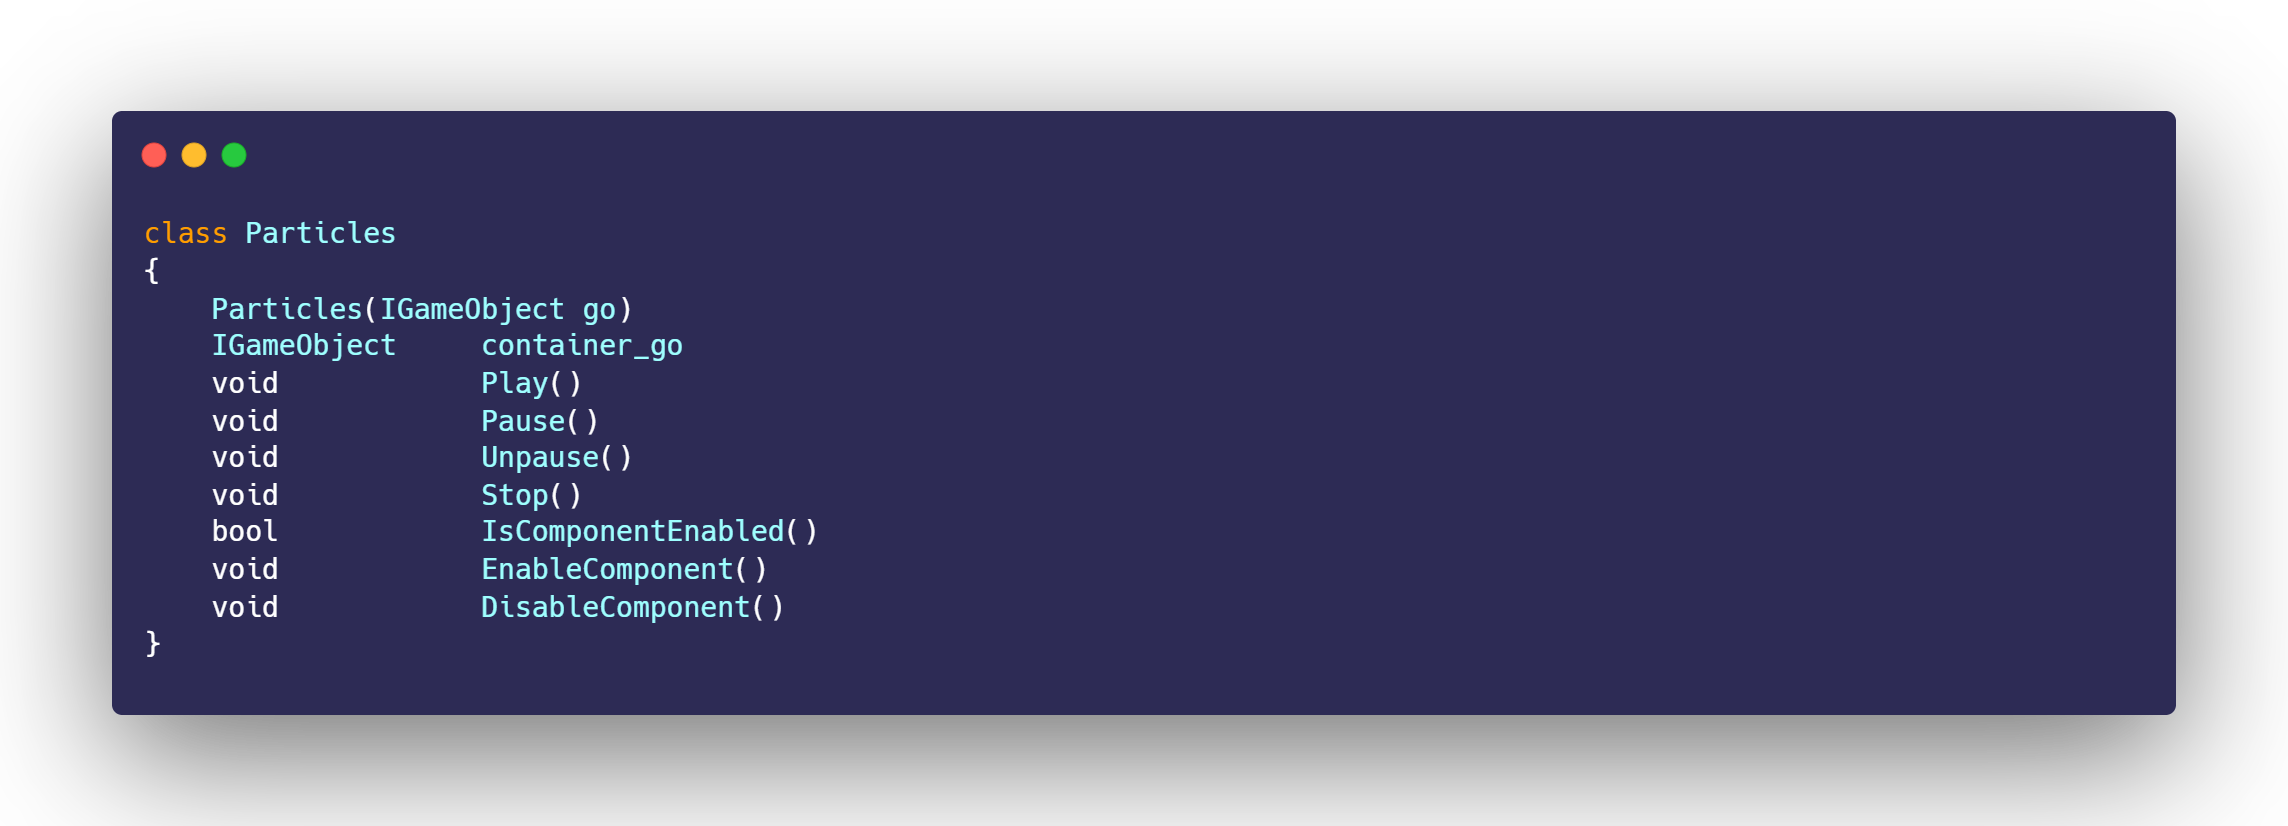 class Particles
{
    Particles(IGameObject go)
    IGameObject     container_go
    void            Play()
    void            Pause()
    void            Unpause()
    void            Stop()
    bool            IsComponentEnabled()
    void            EnableComponent()
    void            DisableComponent()
}